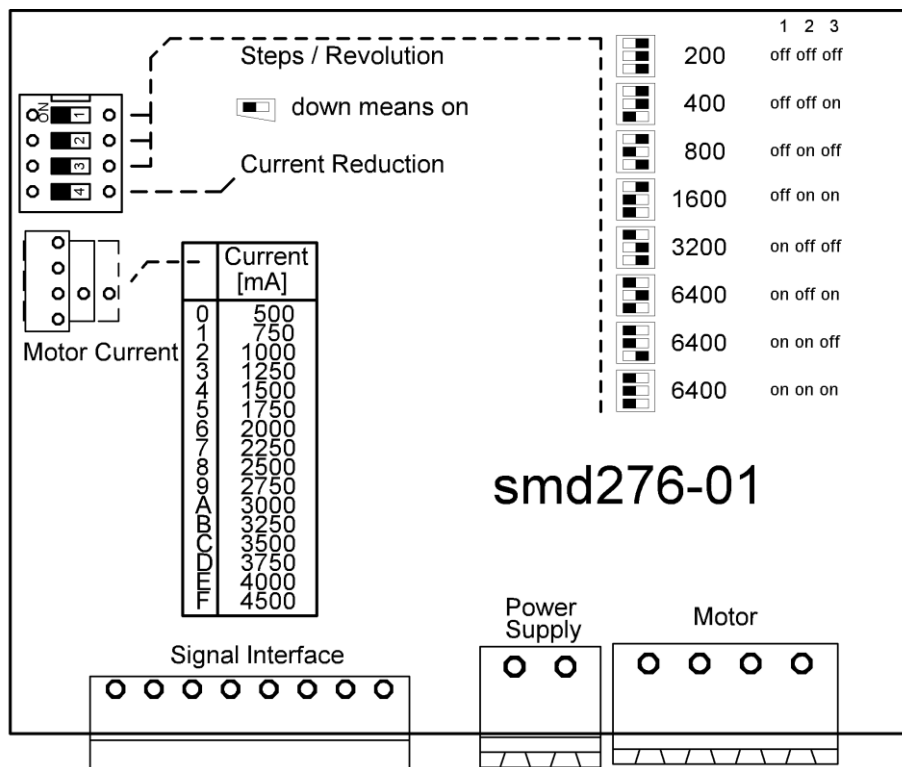 1 2 3
Steps / Revolution
200 off off off
down means on
400 off off on
ON
1
2
3
4
800 off on off
Current Reduction
1600 off on on
3200 on off off
6400 on off on
6400 on on off
6400 on on on
Motor Current
Current
[mA]
0 500
1 750
2 1000
3 1250
4 1500
5 1750
6 2000
7 2250
8 2500
9 2750
A 3000
B 3250
C 3500
D 3750
E 4000
F 4500
smd276-01
Signal Interface
Power
Supply
Motor